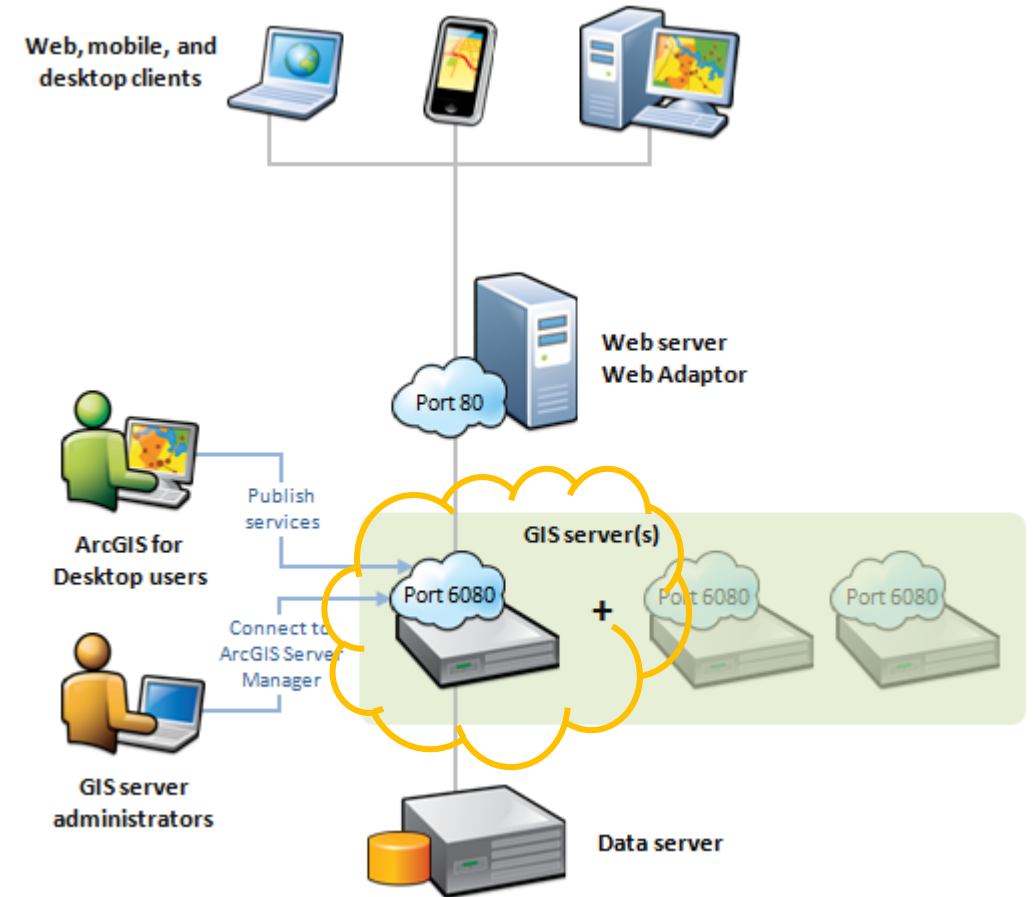 Web, mobile, and
desktop clients
Web server
Web Adaptor
Port 80
Publish
services
ArcGIS for
Desktop users
GIS server(s)
Port 6080
+
Port 6080
Port 6080
Connect to
ArcGIS Server
Manager
GIS server
administrators
Data server